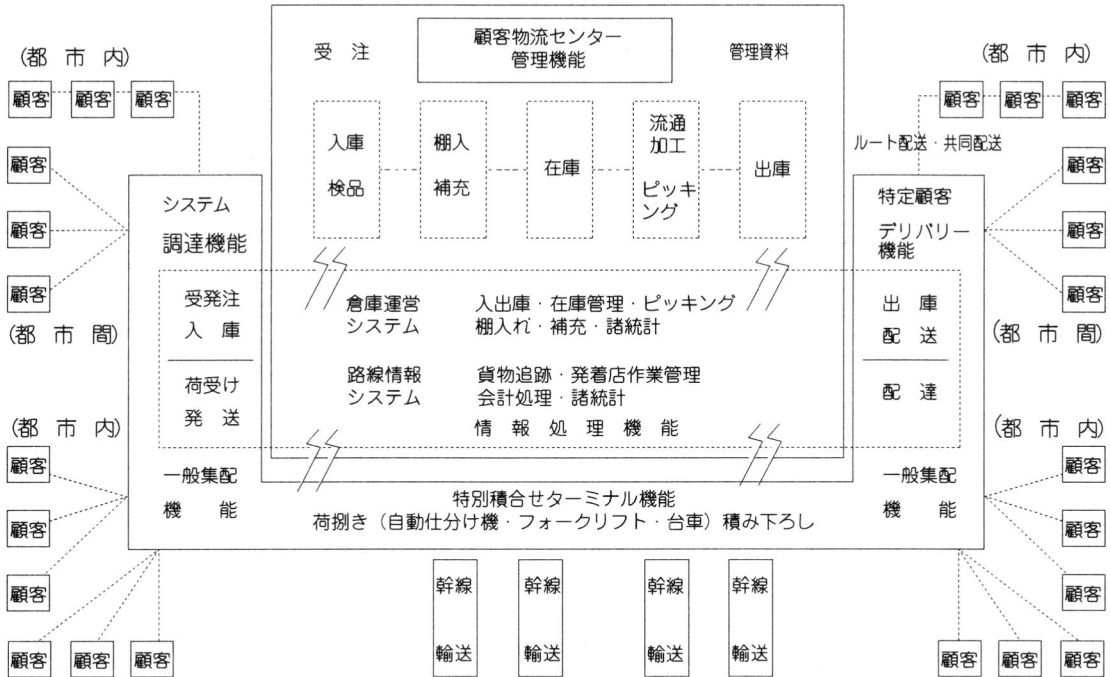 (都 市 内)
顧客 顧客 顧客
顧客
顧客
顧客
(都 市 間)
受 注
顧客物流センター
管理機能
管理資料
入庫
検品
棚入
補充
在庫
流通
加工
ピッキ
ング
出庫
(都 市 内)
顧客 顧客 顧客
ルート配送・共同配送
顧客
顧客
顧客
(都 市 間)
システム
調達機能
受発注
入 庫
荷受け
発 送
一般集配
機 能
倉庫運営
システム
入出庫・在庫管理・ピッキング
棚入れ・補充・諸統計
路線情報
システム
貨物追跡・発着店作業管理
会計処理・諸統計
情 報 処 理 機 能
特定顧客
デリバリー
機能
出 庫
配 送
配 達
一般集配
機 能
特別積合せターミナル機能
荷捌き(自動仕分け機・フォークリフト・台車)積み下ろし
(都 市 内)
顧客
顧客
顧客
顧客 顧客 顧客
幹線
輸送
幹線
輸送
幹線
輸送
幹線
輸送
(都 市 内)
顧客
顧客
顧客
顧客 顧客 顧客